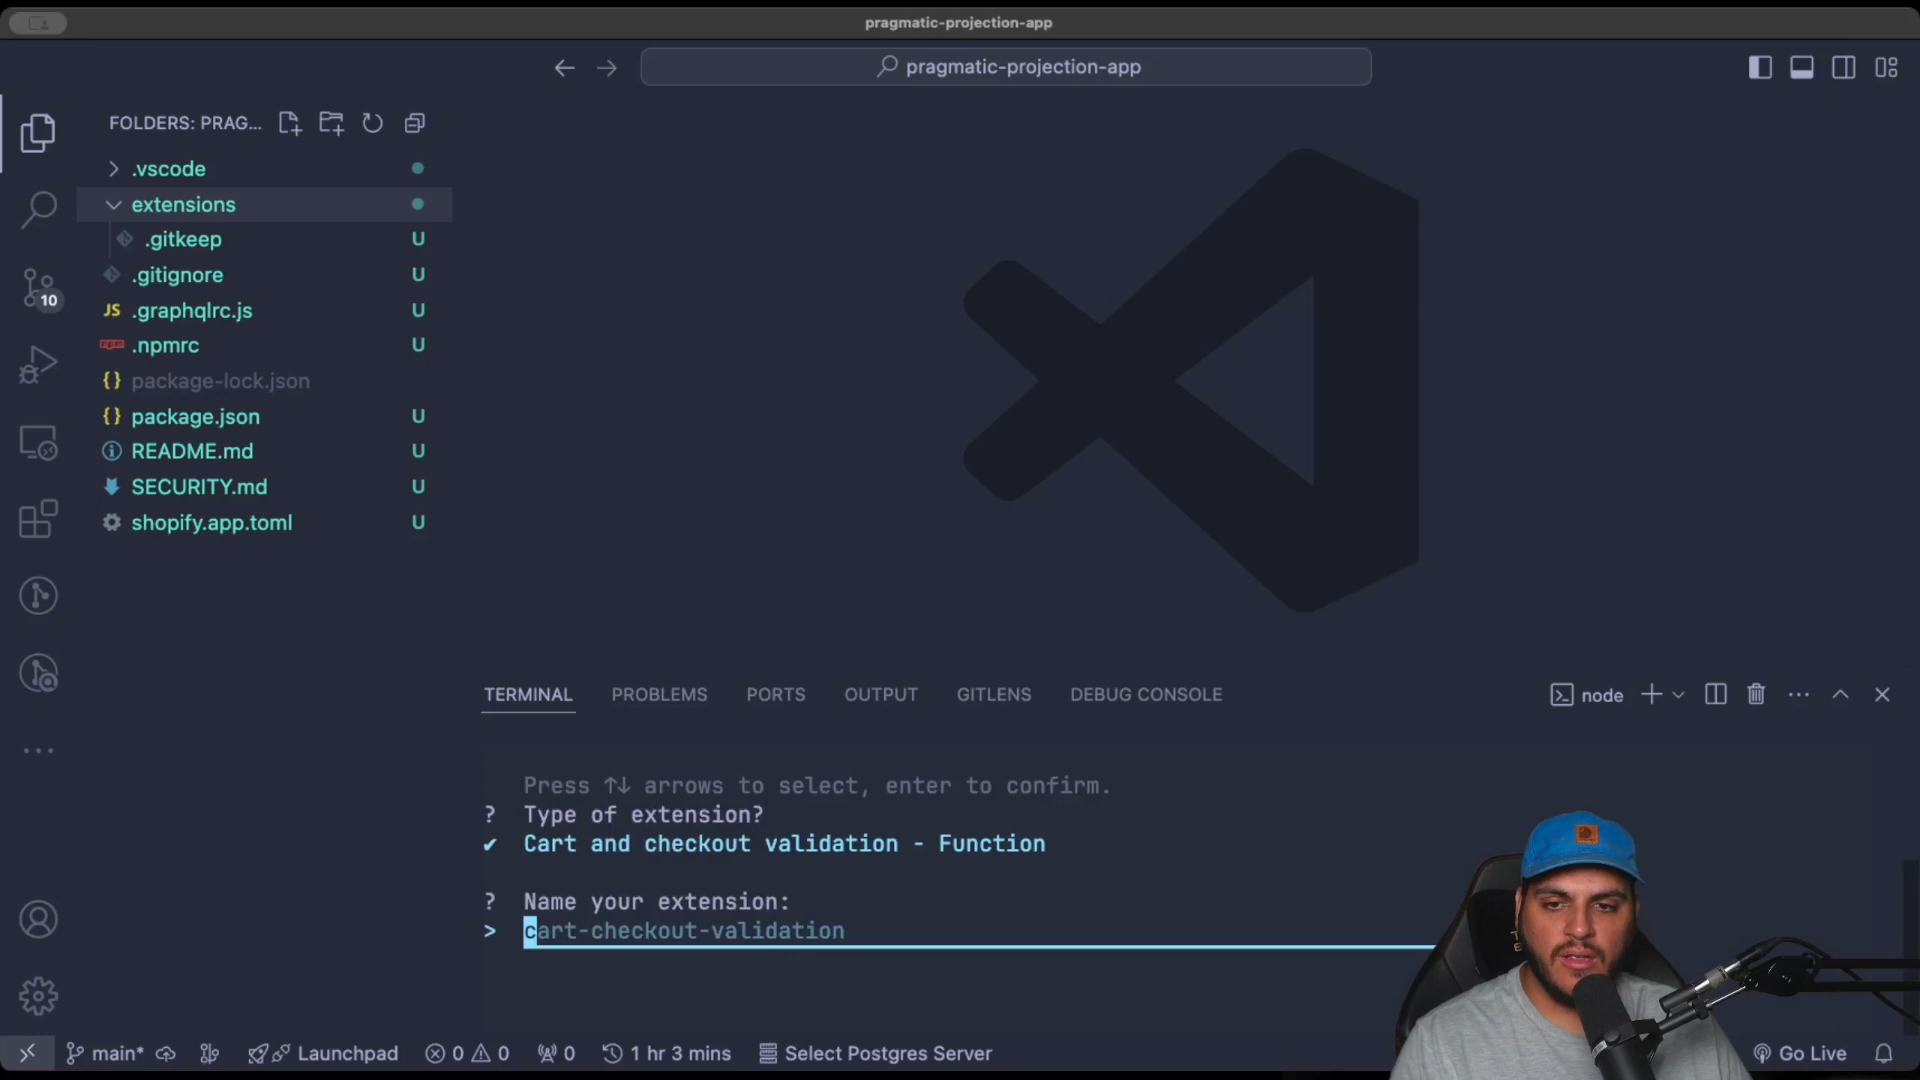 pragmatic-projection-app
pragmatic-projection-app
FOLDERS: PRAG...
.vscode
extensions
.gitkeep U
.gitignore U
JS .graphqlrc.js U
npm .npmrc U
{} package-lock.json
{} package.json U
README.md U
SECURITY.md U
shopify.app.toml U
10
TERMINAL PROBLEMS PORTS OUTPUT GITLENS DEBUG CONSOLE
node
Press ↑↓ arrows to select, enter to confirm.
? Type of extension?
✔ Cart and checkout validation - Function
? Name your extension:
> cart-checkout-validation
main* Launchpad 0 0 0 1 hr 3 mins Select Postgres Server Go Live